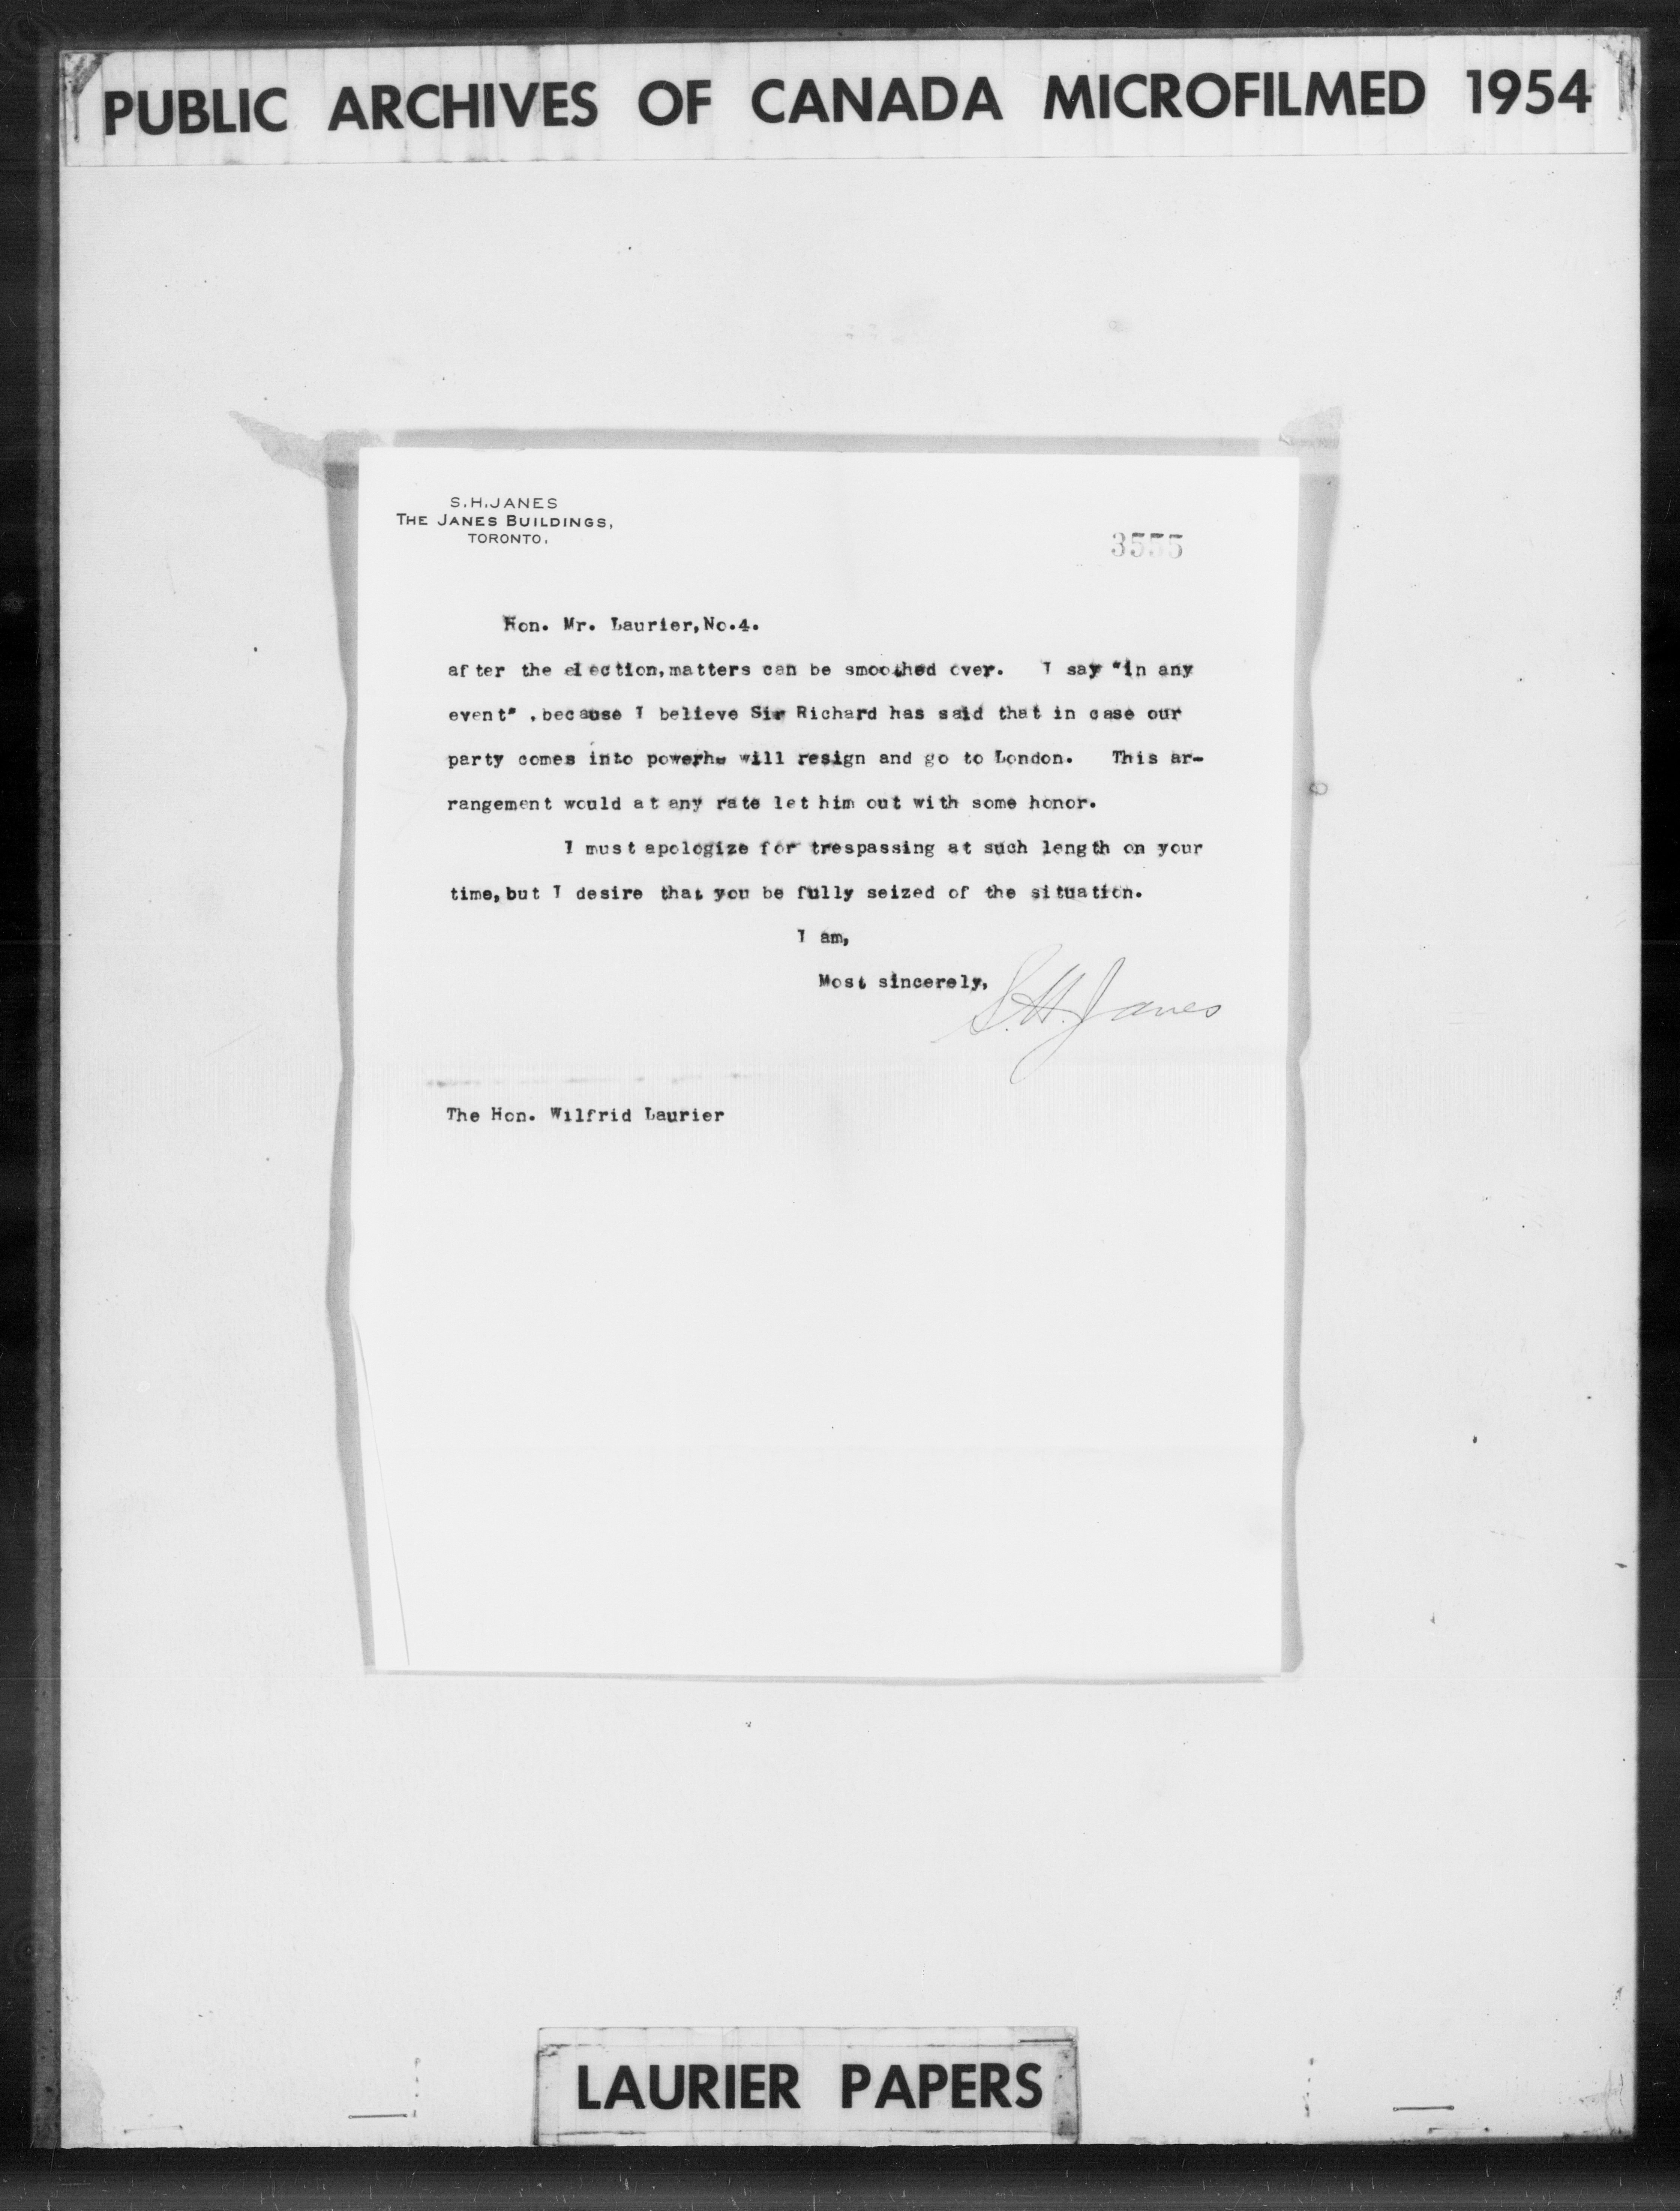 PUBLIC ARCHIVES OF CANADA MICROFILMED 1954
S.H.JANES
THE JANES BUILDINGS,
TORONTO.
3555
Hon. Mr. Laurier,No.4.
after the election,matters can be smoothed over. I say "in any
event" ,because I believe Sir Richard has said that in case our
party comes into powerhe will resign and go to London. This ar-
rangement would at any rate let him out with some honor.
I must apologize for trespassing at such length on your
time,but I desire that you be fully seized of the situation.
I am,
Most sincerely,
S.H.Janes
The Hon. Wilfrid Laurier
LAURIER PAPERS